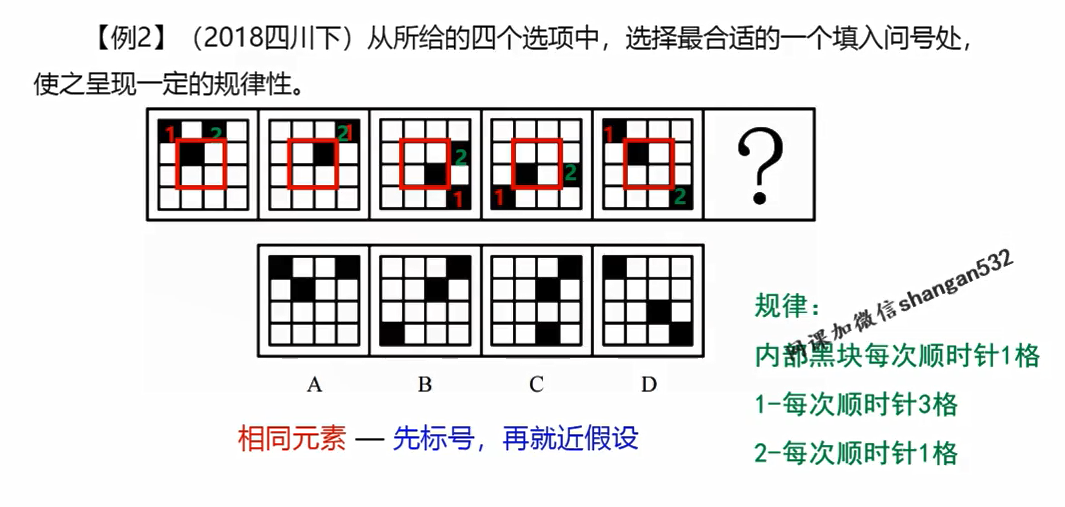 【例2】（2018四川下）从所给的四个选项中，选择最合适的一个填入问号处，
使之呈现一定的规律性。
1 2 21 2 1 2 1 1 2 ?
A B C D
相同元素 — 先标号，再就近假设
规律：
内部黑块每次顺时针1格
1-每次顺时针3格
2-每次顺时针1格
网课加微信shangan532